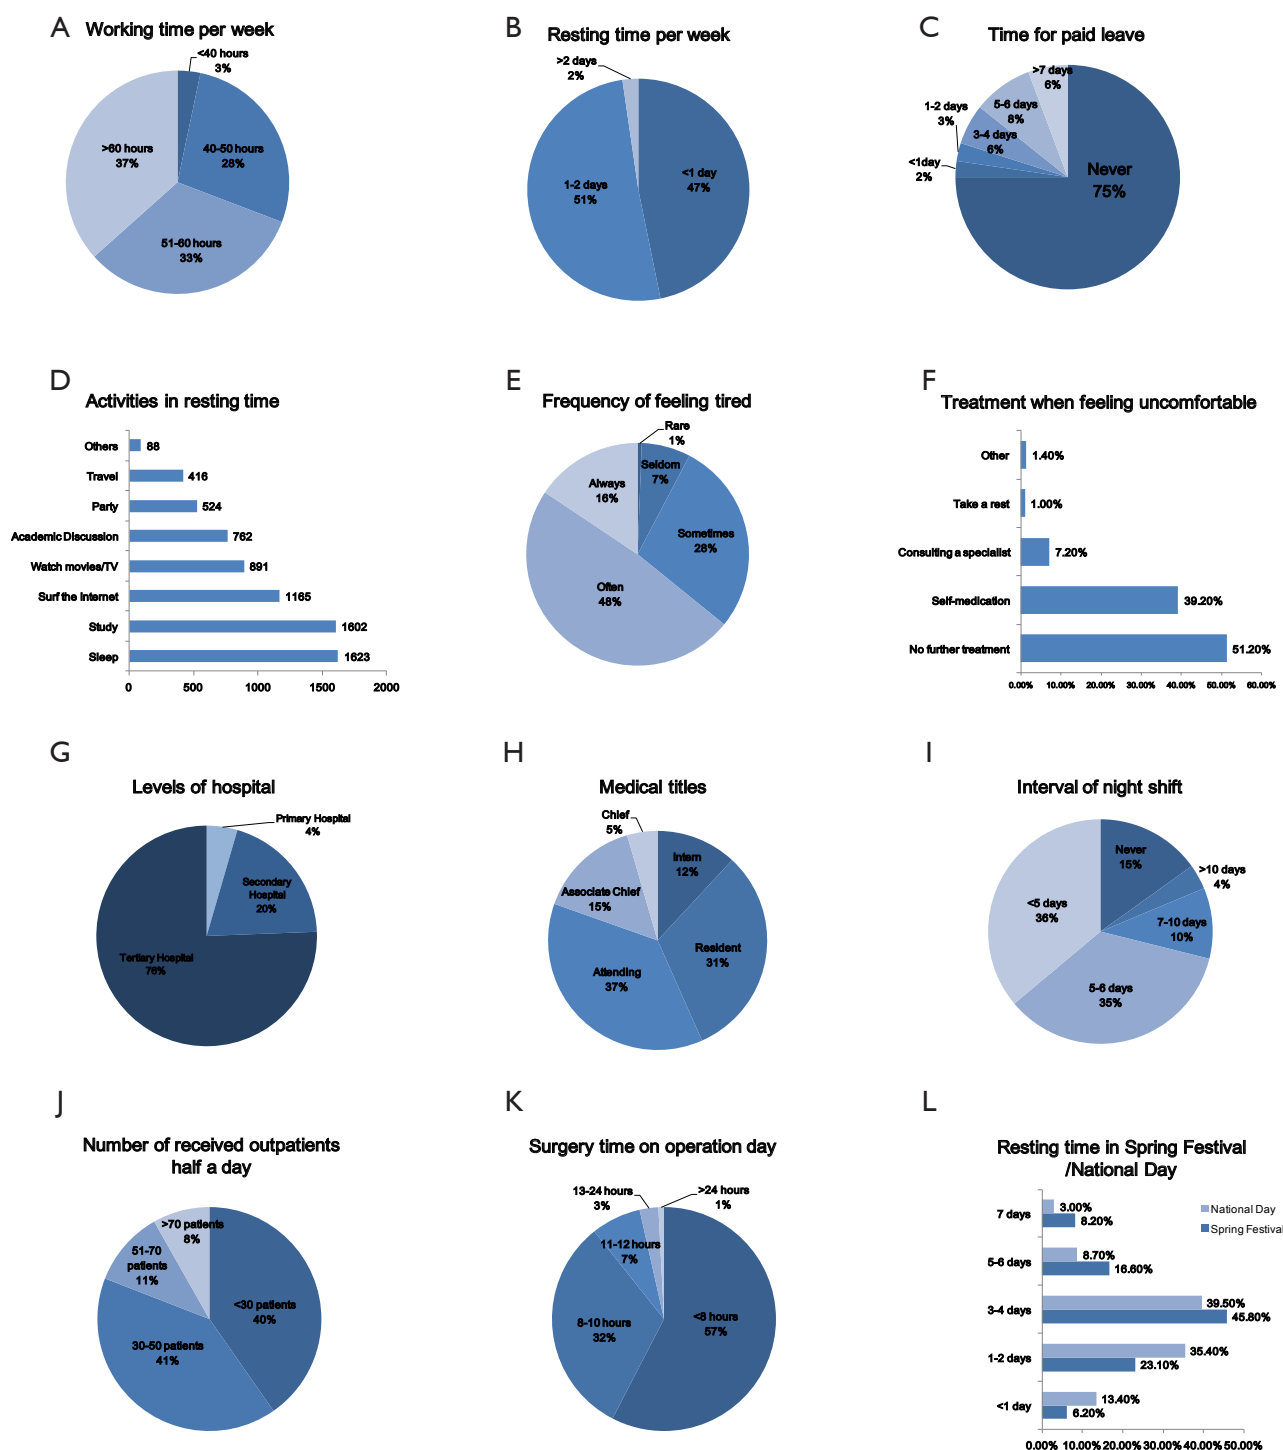 A
Working time per week
<40 hours
3%
40-50 hours
28%
51-60 hours
33%
>60 hours
37%
B
Resting time per week
>2 days
2%
<1 day
47%
1-2 days
51%
C
Time for paid leave
>7 days
6%
5-6 days
8%
1-2 days
3%
3-4 days
6%
<1day
2%
Never
75%
D
Activities in resting time
Others
88
Travel
416
Party
524
Academic Discussion
762
Watch movies/TV
891
Surf the Internet
1165
Study
1602
Sleep
1623
0
500
1000
1500
2000
E
Frequency of feeling tired
Rare
1%
Seldom
7%
Sometimes
28%
Often
48%
Always
16%
F
Treatment when feeling uncomfortable
Other
1.40%
Take a rest
1.00%
Consulting a specialist
7.20%
Self-medication
39.20%
No further treatment
51.20%
0.00%
10.00%
20.00%
30.00%
40.00%
50.00%
60.00%
G
Levels of hospital
Primary Hospital
4%
Secondary
Hospital
20%
Tertiary Hospital
76%
H
Medical titles
Chief
5%
Intern
12%
Associate Chief
15%
Resident
31%
Attending
37%
I
Interval of night shift
Never
15%
>10 days
4%
7-10 days
10%
5-6 days
35%
<5 days
36%
J
Number of received outpatients
half a day
>70 patients
8%
51-70
patients
11%
<30 patients
40%
30-50 patients
41%
K
Surgery time on operation day
13-24 hours
3%
>24 hours
1%
11-12 hours
7%
8-10 hours
32%
<8 hours
57%
L
Resting time in Spring Festival
/National Day
National Day
Spring Festival
7 days
3.00%
8.20%
5-6 days
8.70%
16.60%
3-4 days
39.50%
45.80%
1-2 days
35.40%
23.10%
<1 day
13.40%
6.20%
0.00%
10.00%
20.00%
30.00%
40.00%
50.00%